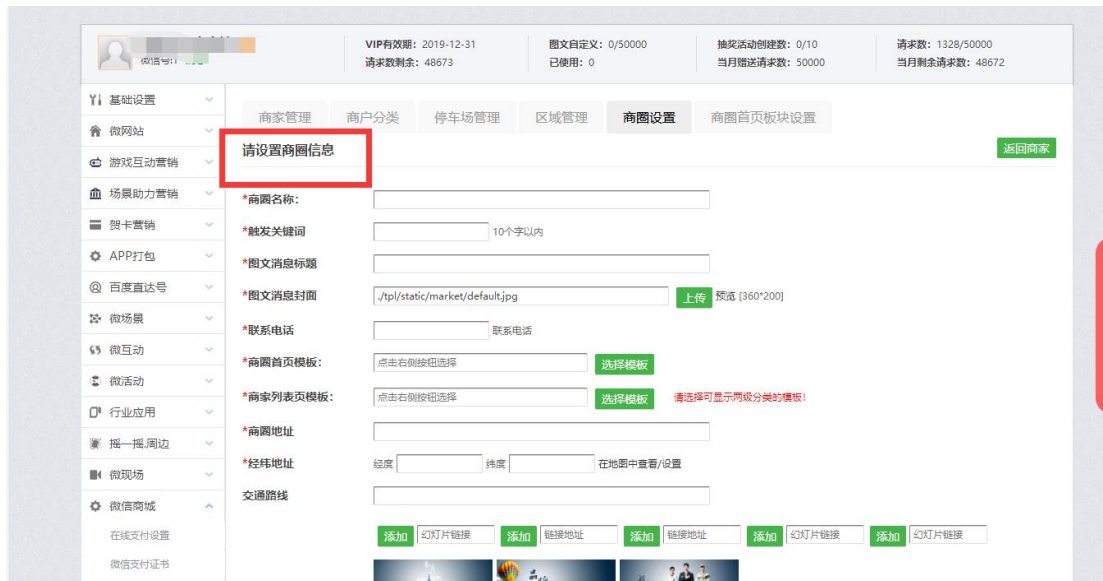 VIP有效期: 2019-12-31 图文自定义: 0/50000 抽奖活动创建数: 0/10 请求数: 1328/50000
微信号:
请求数剩余: 48673 已使用: 0 当月赠送请求数: 50000 当月剩余请求数: 48672
基础设置
微网站
游戏互动营销
场景助力营销
贺卡营销
APP打包
百度直达号
微场景
微互动
微活动
行业应用
摇一摇.周边
微现场
微信商城
在线支付设置
微信支付证书
商家管理 商户分类 停车场管理 区域管理 商圈设置 商圈首页板块设置
请设置商圈信息 返回商家
*商圈名称:
*触发关键词 10个字以内
*图文消息标题
*图文消息封面 ./tpl/static/market/default.jpg 上传 预览 [360*200]
*联系电话 联系电话
*商圈首页模板: 点击右侧按钮选择 选择模板
*商家列表页模板: 点击右侧按钮选择 选择模板 请选择可显示两级分类的模板!
*商圈地址
*经纬地址 经度 纬度 在地图中查看/设置
交通路线
添加 幻灯片链接 添加 链接地址 添加 链接地址 添加 幻灯片链接 添加 幻灯片链接